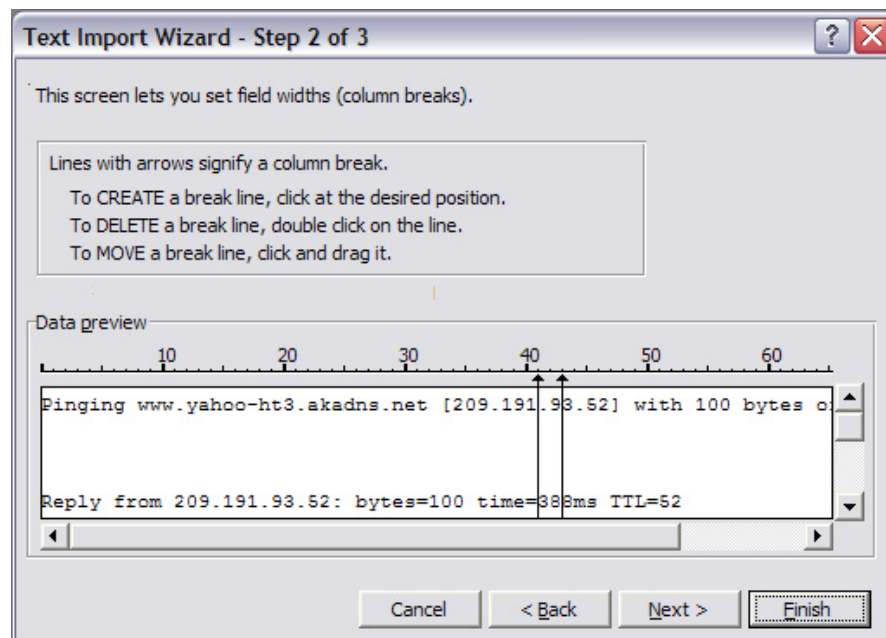 Text Import Wizard - Step 2 of 3
This screen lets you set field widths (column breaks).
Lines with arrows signify a column break.
To CREATE a break line, click at the desired position.
To DELETE a break line, double click on the line.
To MOVE a break line, click and drag it.
Data preview
10 20 30 40 50 60
Pinging www.yahoo-ht3.akadns.net [209.191.93.52] with 100 bytes o
Reply from 209.191.93.52: bytes=100 time=388ms TTL=52
Cancel < Back Next > Finish